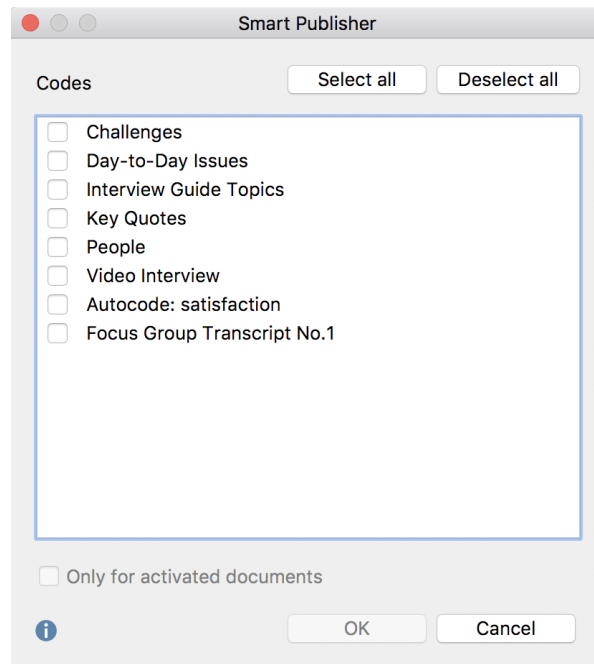 Smart Publisher
Codes Select all Deselect all
Challenges
Day-to-Day Issues
Interview Guide Topics
Key Quotes
People
Video Interview
Autocode: satisfaction
Focus Group Transcript No.1
Only for activated documents
i OK Cancel